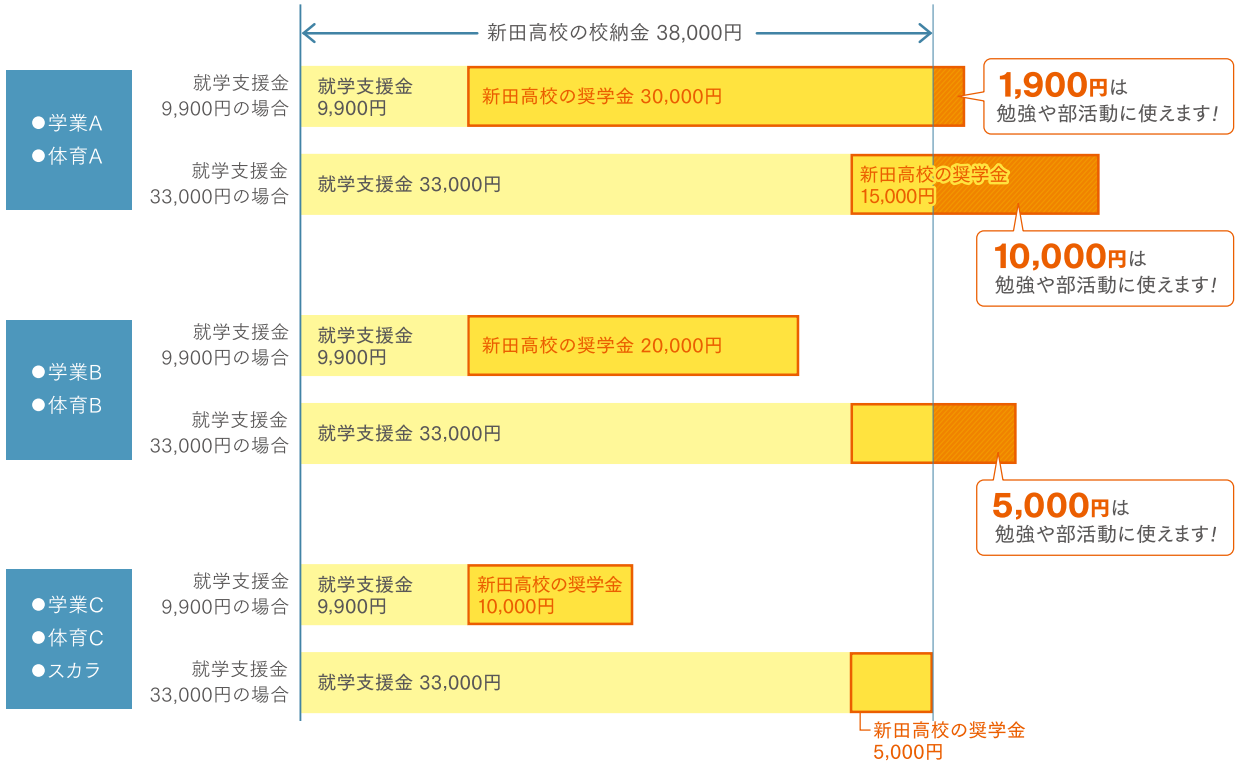 新田高校の校納金 38,000円
●学業A
●体育A
就学支援金
9,900円の場合
就学支援金
9,900円
新田高校の奨学金 30,000円
1,900円は
勉強や部活動に使えます!
就学支援金
33,000円の場合
就学支援金 33,000円
新田高校の奨学金
15,000円
10,000円は
勉強や部活動に使えます!
●学業B
●体育B
就学支援金
9,900円の場合
就学支援金
9,900円
新田高校の奨学金 20,000円
就学支援金
33,000円の場合
就学支援金 33,000円
5,000円は
勉強や部活動に使えます!
●学業C
●体育C
●スカラ
就学支援金
9,900円の場合
就学支援金
9,900円
新田高校の奨学金
10,000円
就学支援金
33,000円の場合
就学支援金 33,000円
新田高校の奨学金
5,000円